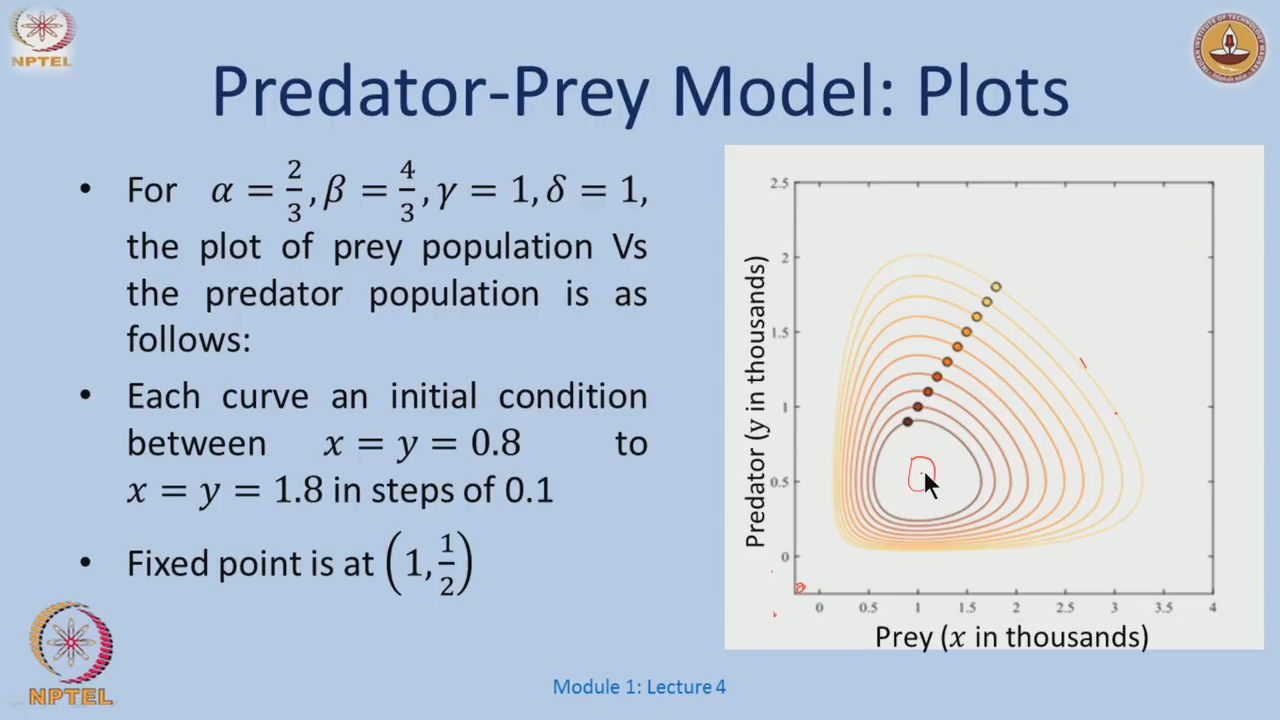 NPTEL
Predator-Prey Model: Plots
• For α = 2/3, β = 4/3, γ = 1, δ = 1,
the plot of prey population Vs
the predator population is as
follows:
• Each curve an initial condition
between x = y = 0.8 to
x = y = 1.8 in steps of 0.1
• Fixed point is at (1, 1/2)
Predator (y in thousands)
2.5
2
1.5
1
0.5
0
0 0.5 1 1.5 2 2.5 3 3.5 4
Prey (x in thousands)
NPTEL
Module 1: Lecture 4